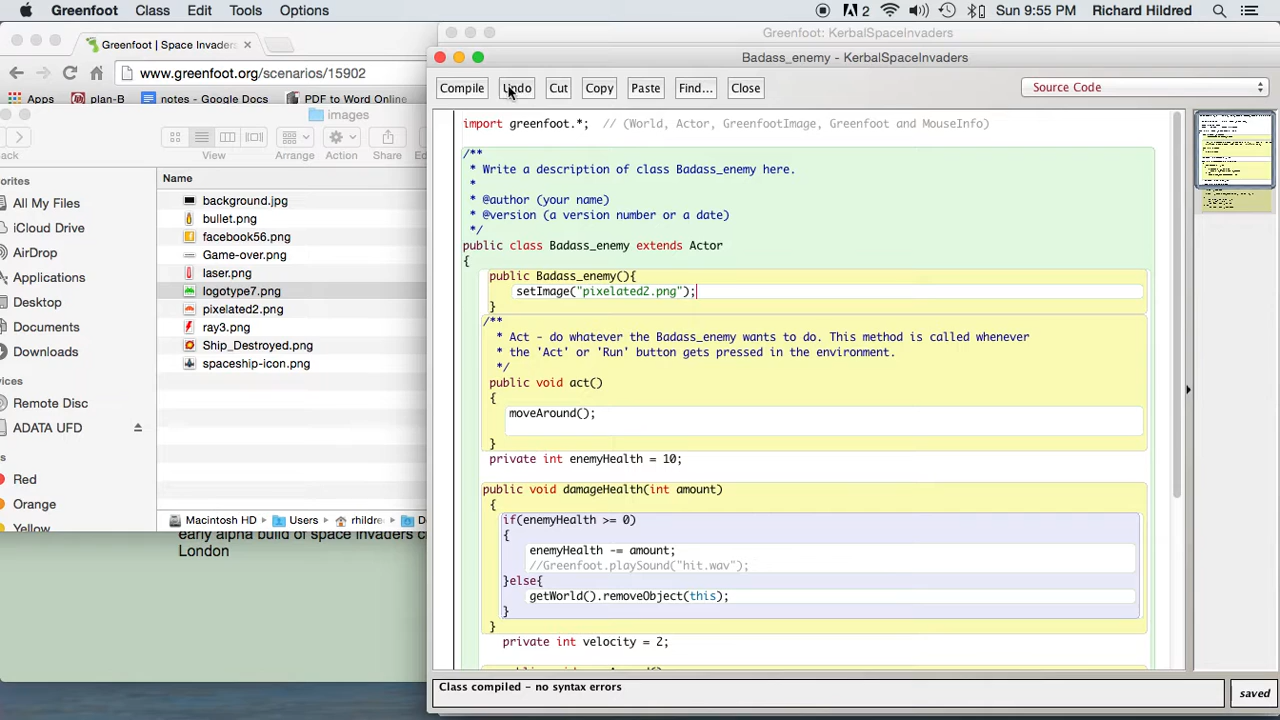 Greenfoot Class Edit Tools Options 2 Sun 9:55 PM Richard Hildred
Greenfoot | Space Invader
www.greenfoot.org/scenarios/15902
Apps plan-B notes - Google Docs PDF to Word Online
images
View Arrange Action Share
Name
All My Files
iCloud Drive
AirDrop
Applications
Desktop
Documents
Downloads
Remote Disc
ADATA UFD
Red
Orange
Yellow
background.jpg
bullet.png
facebook56.png
Game-over.png
laser.png
logotype7.png
pixelated2.png
ray3.png
Ship_Destroyed.png
spaceship-icon.png
Macintosh HD Users rhildre
early alpha build of space invaders c
London
Greenfoot: KerbalSpaceInvaders
Badass_enemy - KerbalSpaceInvaders
Compile Undo Cut Copy Paste Find... Close Source Code
import greenfoot.*; // (World, Actor, GreenfootImage, Greenfoot and MouseInfo)
/**
* Write a description of class Badass_enemy here.
*
* @author (your name)
* @version (a version number or a date)
*/
public class Badass_enemy extends Actor
{
public Badass_enemy(){
setImage("pixelated2.png");
}
/**
* Act - do whatever the Badass_enemy wants to do. This method is called whenever
* the 'Act' or 'Run' button gets pressed in the environment.
*/
public void act()
{
moveAround();
}
private int enemyHealth = 10;
public void damageHealth(int amount)
{
if(enemyHealth >= 0)
{
enemyHealth -= amount;
//Greenfoot.playSound("hit.wav");
}else{
getWorld().removeObject(this);
}
}
private int velocity = 2;
Class compiled - no syntax errors
saved